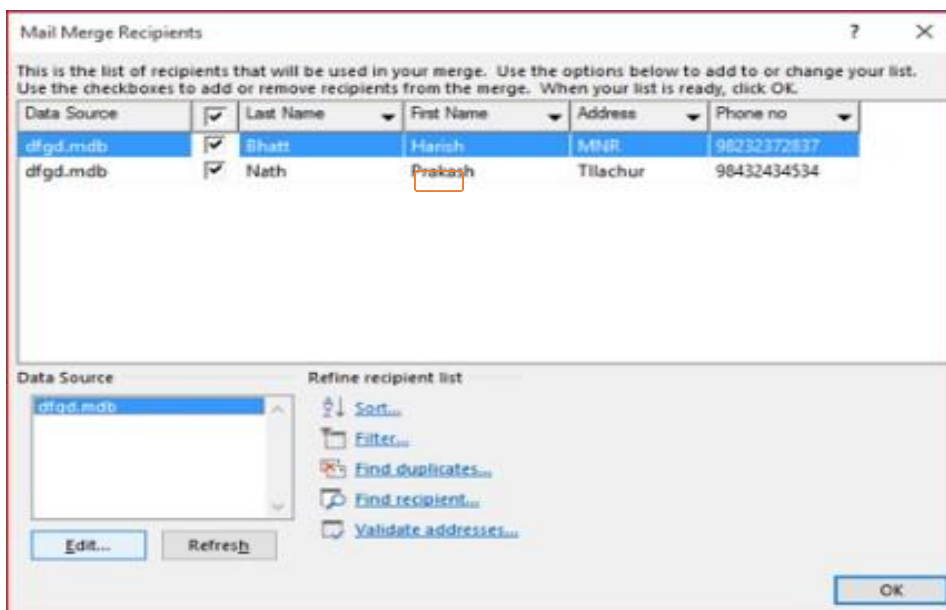 Mail Merge Recipients
This is the list of recipients that will be used in your merge. Use the options below to add to or change your list.
Use the checkboxes to add or remove recipients from the merge. When your list is ready, click OK.
Data Source Last Name First Name Address Phone no
dfgd.mdb Bhatt Harish MNR 98232372837
dfgd.mdb Nath Prakash Tllachur 98432434534
Data Source Refine recipient list
dfgd.mdb
Sort...
Filter...
Find duplicates...
Find recipient...
Validate addresses...
Edit... Refresh
OK